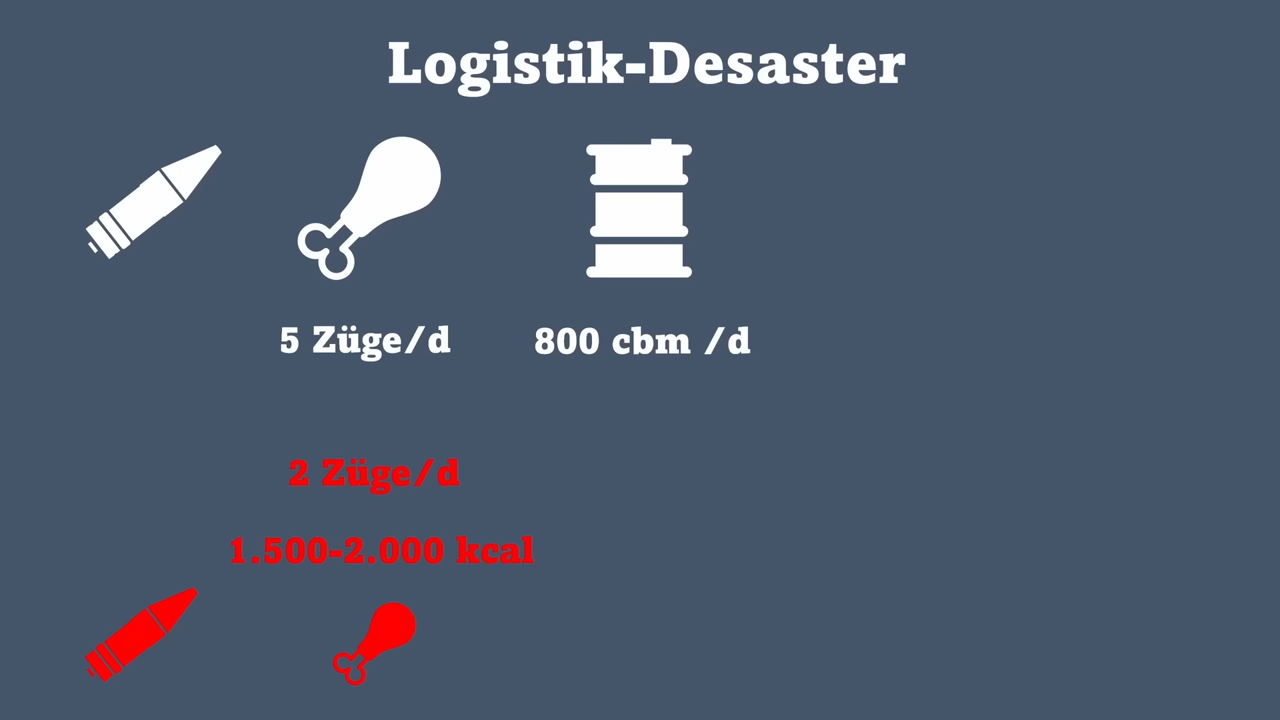 Logistik-Desaster
5 Züge/d
800 cbm /d
2 Züge/d
1.500-2.000 kcal